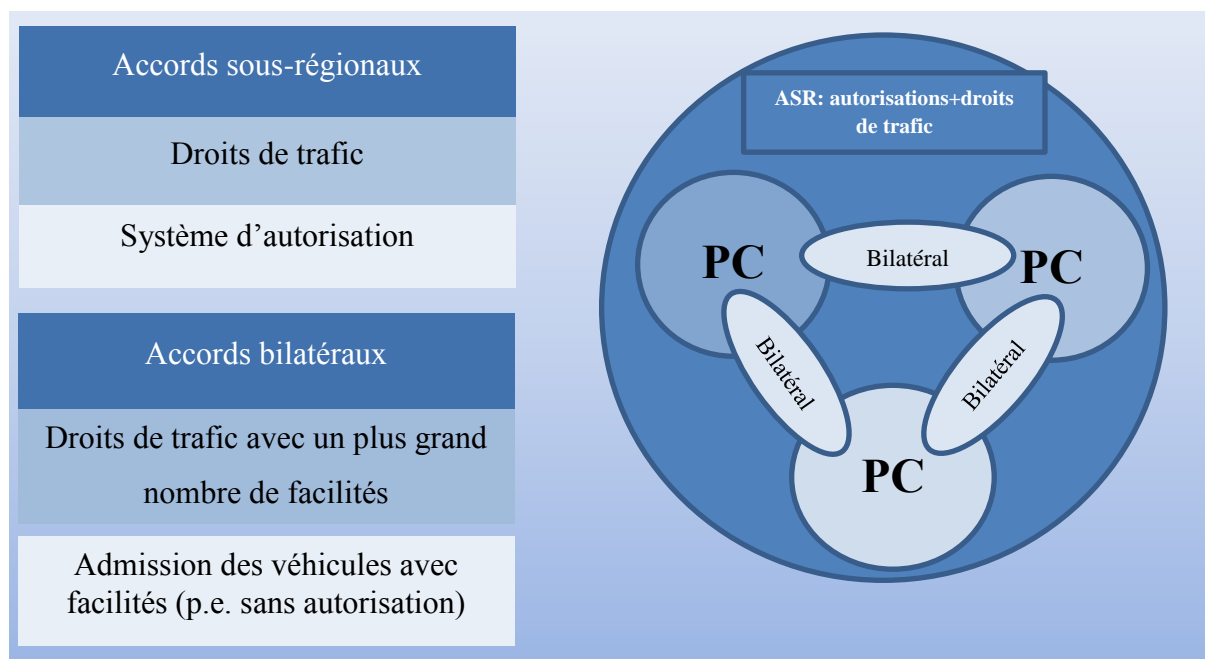 Accords sous-régionaux
Droits de trafic
Système d’autorisation
Accords bilatéraux
Droits de trafic avec un plus grand
nombre de facilités
Admission des véhicules avec
facilités (p.e. sans autorisation)
ASR: autorisations+droits
de trafic
PC
Bilatéral
PC
Bilatéral
Bilatéral
PC